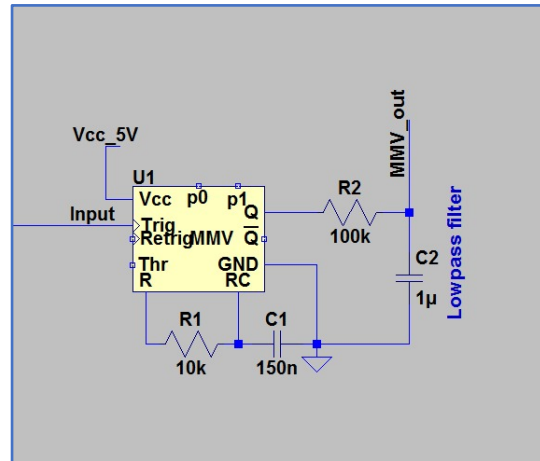 Vcc_5V
U1
Vcc
p0
p1
Q
Input
Trig
Retrig
MMV
Q
Thr
GND
R
RC
R1
10k
C1
150n
R2
100k
MMV_out
C2
1µ
Lowpass filter